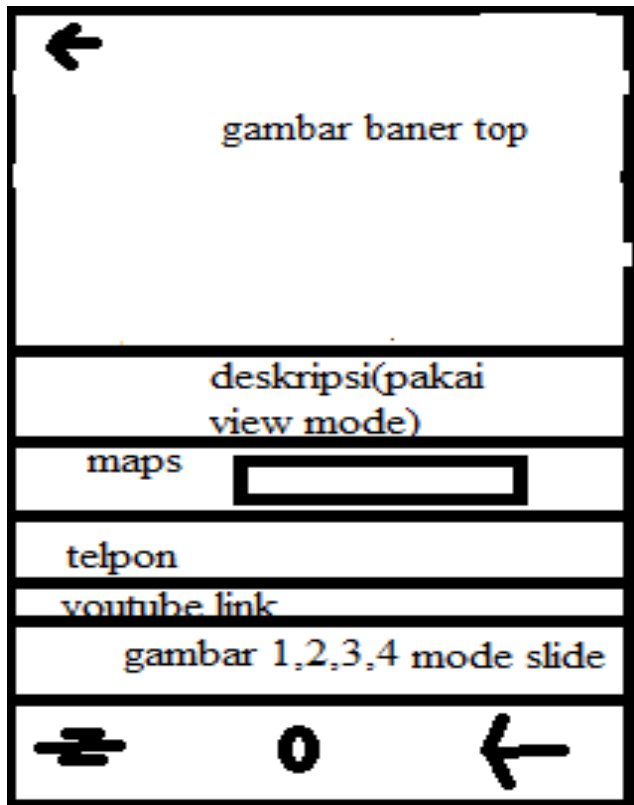 gambar baner top
deskripsi(pakai
view mode)
maps
telpon
youtube link
gambar 1,2,3,4 mode slide